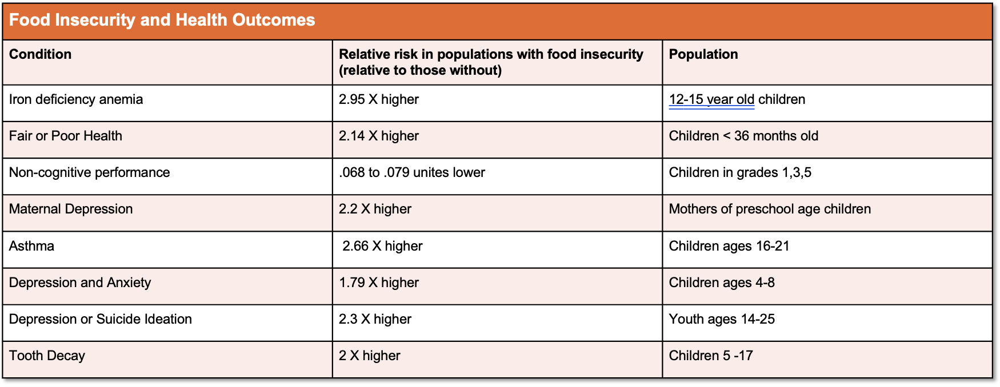 Food Insecurity and Health Outcomes
Condition
Relative risk in populations with food insecurity
(relative to those without)
Population
Iron deficiency anemia
2.95 X higher
12-15 year old children
Fair or Poor Health
2.14 X higher
Children < 36 months old
Non-cognitive performance
.068 to .079 unites lower
Children in grades 1,3,5
Maternal Depression
2.2 X higher
Mothers of preschool age children
Asthma
2.66 X higher
Children ages 16-21
Depression and Anxiety
1.79 X higher
Children ages 4-8
Depression or Suicide Ideation
2.3 X higher
Youth ages 14-25
Tooth Decay
2 X higher
Children 5 -17